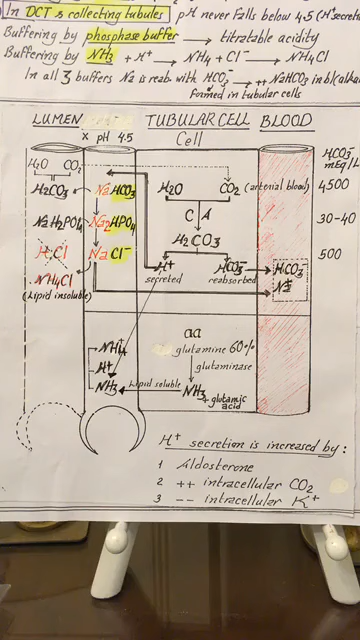 In DCT & collecting tubules pH never falls below 4.5 (H⁺secret
Buffering by phosphate buffer → titratable acidity
Buffering by NH3 + H⁺ → NH4 + Cl⁻ → NH4Cl
In all 3 buffers Na is reab. with HCO3⁻ → ++ NaHCO3 in bl(alkal
formed in tubular cells
LUMEN TUBULAR CELL BLOOD
x pH 4.5 Cell HCO3⁻
mEq/L
H2O CO2
H2CO3 NaHCO3 H2O CO2 (arterial blood) 4500
C A
NaH2PO4 Na2HPO4 30-40
H2CO3
HCl NaCl⁻ 500
H⁺ HCO3⁻ HCO3
NH4Cl secreted reabsorbed Na⁺
(Lipid insoluble)
aa
NH4 glutamine 60%
H⁺ glutaminase
NH3 Lipid soluble NH3 + glutamic
acid
H⁺ secretion is increased by:
1 Aldosterone
2 ++ intracellular CO2
3 -- intracellular K⁺